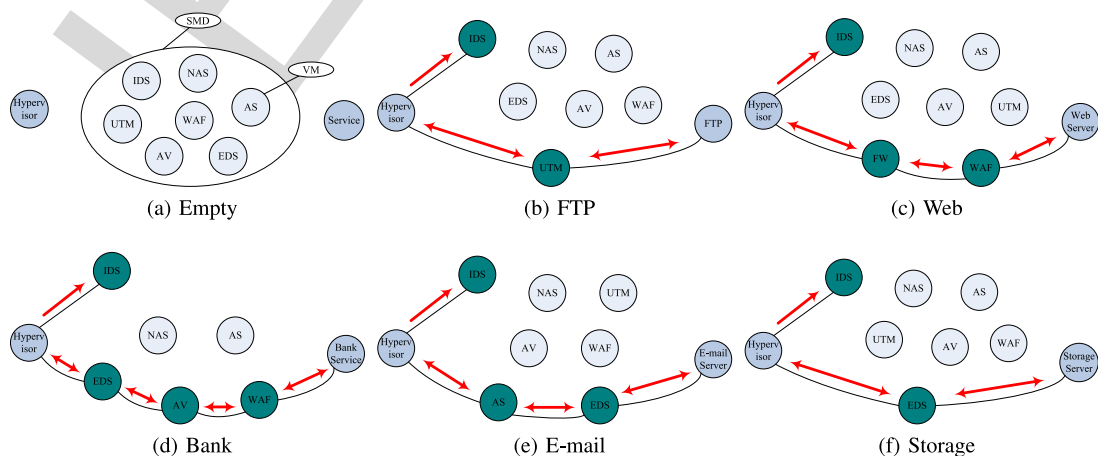 SMD
VM
IDS
NAS
AS
UTM
WAF
AV
EDS
Hyperv
isor
Service
(a) Empty
IDS
NAS
AS
EDS
AV
WAF
Hyperv
isor
FTP
UTM
(b) FTP
IDS
NAS
AS
EDS
AV
UTM
Hyperv
isor
Web
Server
FW
WAF
(c) Web
IDS
NAS
AS
Hyperv
isor
Bank
Service
EDS
AV
WAF
(d) Bank
IDS
NAS
UTM
AV
WAF
Hyperv
isor
E-mail
Server
AS
EDS
(e) E-mail
IDS
NAS
AS
UTM
AV
WAF
Hyperv
isor
Storage
Server
EDS
(f) Storage